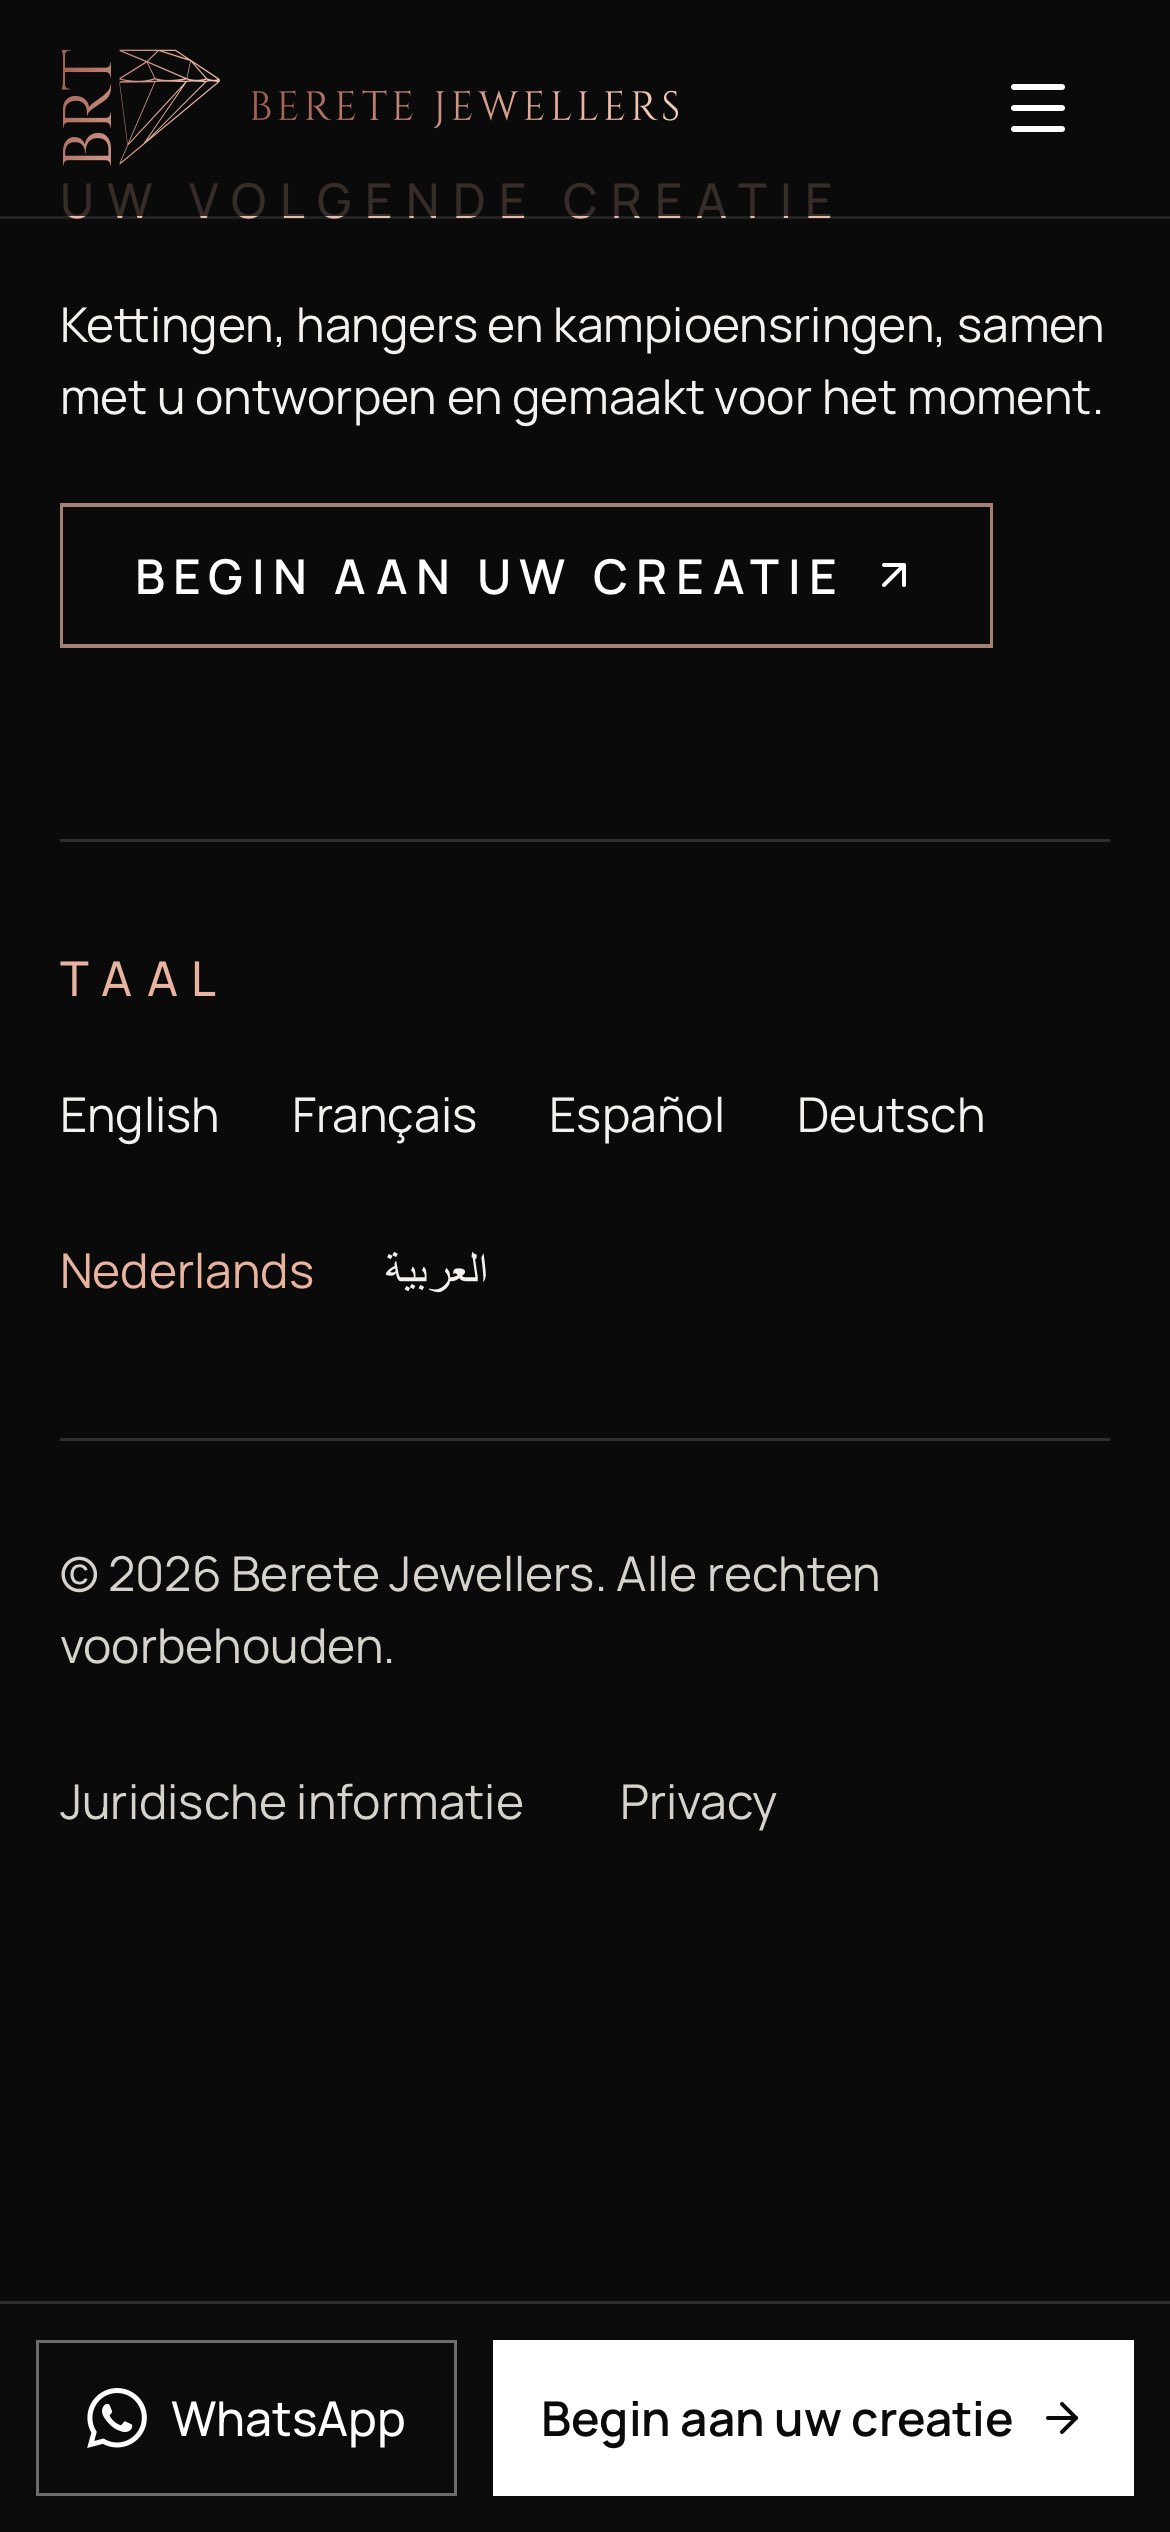 BRT
BERETE JEWELLERS
UW VOLGENDE CREATIE
Kettingen, hangers en kampioensringen, samen
met u ontworpen en gemaakt voor het moment.
BEGIN AAN UW CREATIE
TAAL
English Français Español Deutsch
Nederlands العربية
© 2026 Berete Jewellers. Alle rechten
voorbehouden.
Juridische informatie Privacy
WhatsApp Begin aan uw creatie →